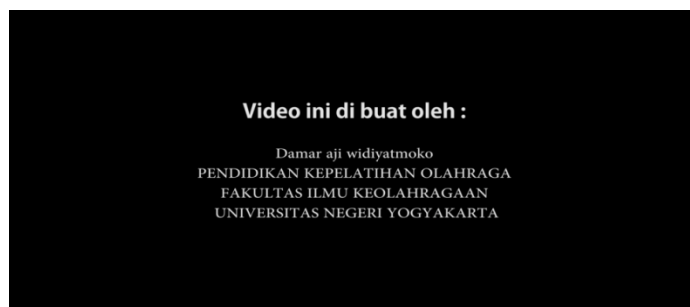 Video ini di buat oleh :
Damar aji widiyatmoko
PENDIDIKAN KEPELATIHAN OLAHRAGA
FAKULTAS ILMU KEOLAHRAGAAN
UNIVERSITAS NEGERI YOGYAKARTA